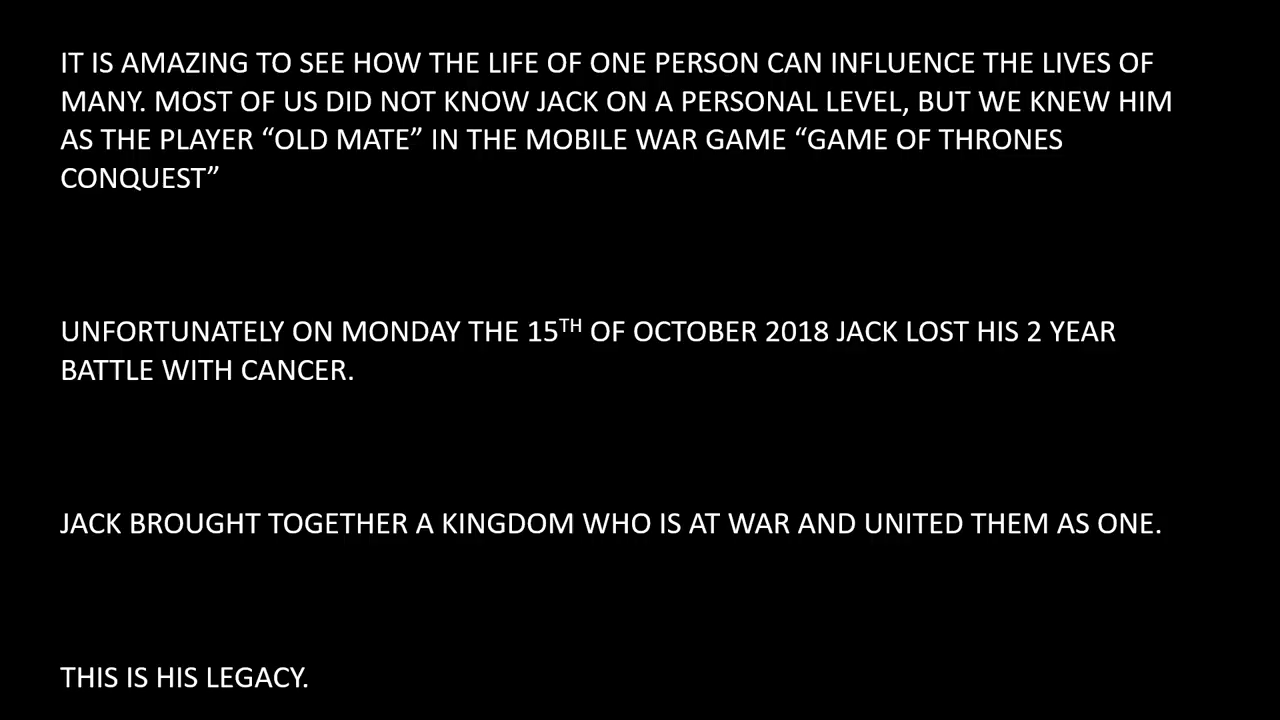 IT IS AMAZING TO SEE HOW THE LIFE OF ONE PERSON CAN INFLUENCE THE LIVES OF
MANY. MOST OF US DID NOT KNOW JACK ON A PERSONAL LEVEL, BUT WE KNEW HIM
AS THE PLAYER “OLD MATE” IN THE MOBILE WAR GAME “GAME OF THRONES
CONQUEST”
UNFORTUNATELY ON MONDAY THE 15TH OF OCTOBER 2018 JACK LOST HIS 2 YEAR
BATTLE WITH CANCER.
JACK BROUGHT TOGETHER A KINGDOM WHO IS AT WAR AND UNITED THEM AS ONE.
THIS IS HIS LEGACY.